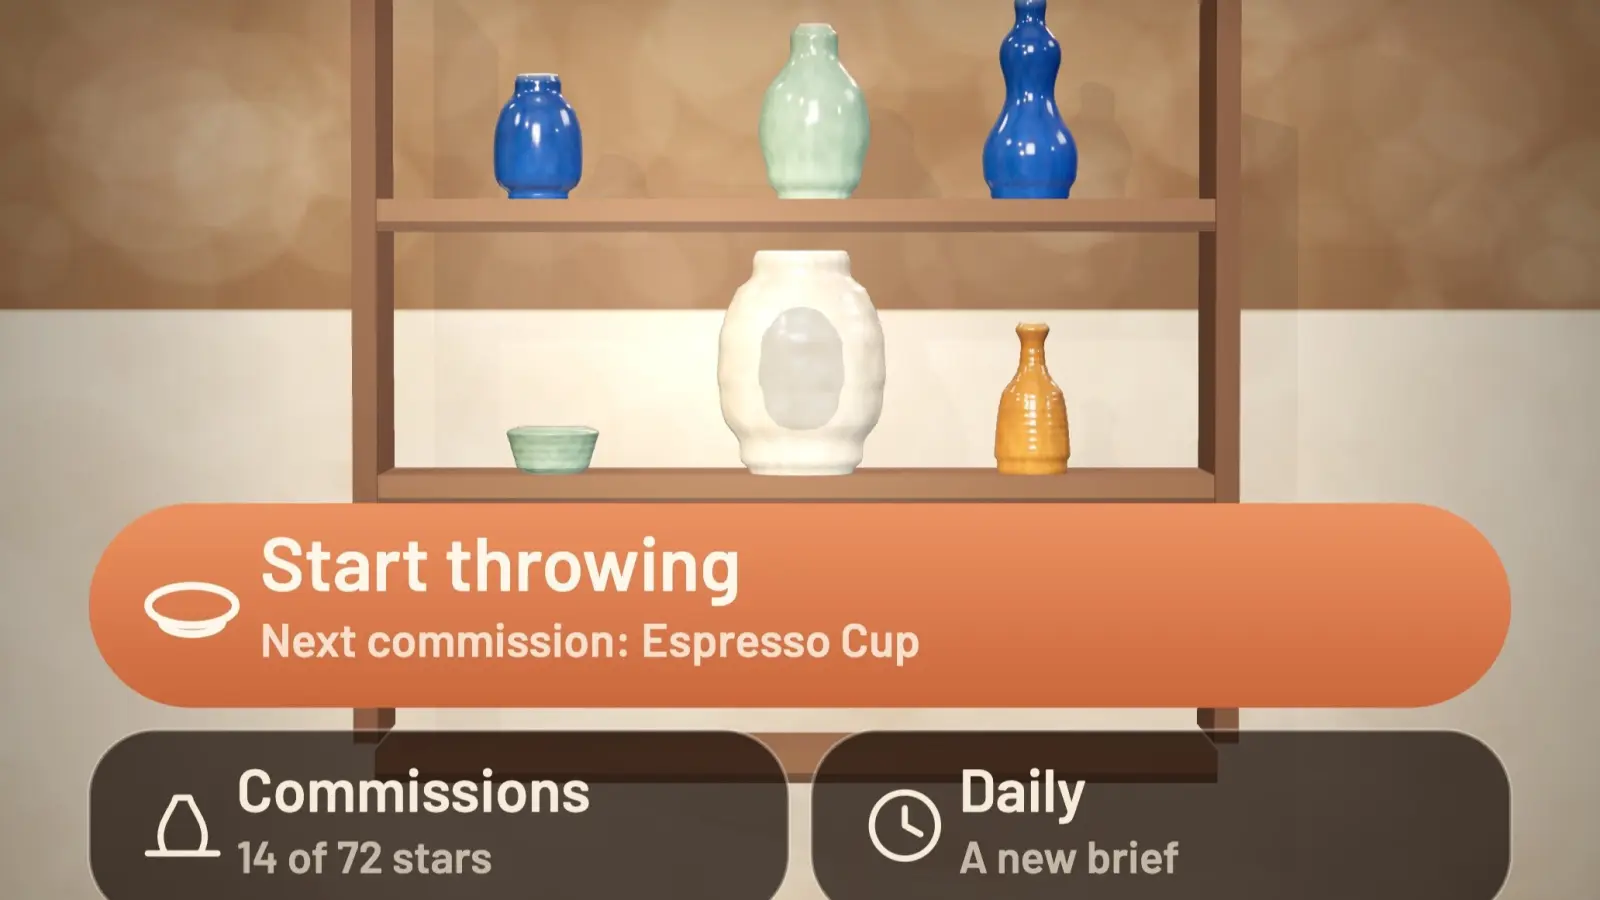 Start throwing
Next commission: Espresso Cup
Commissions
14 of 72 stars
Daily
A new brief